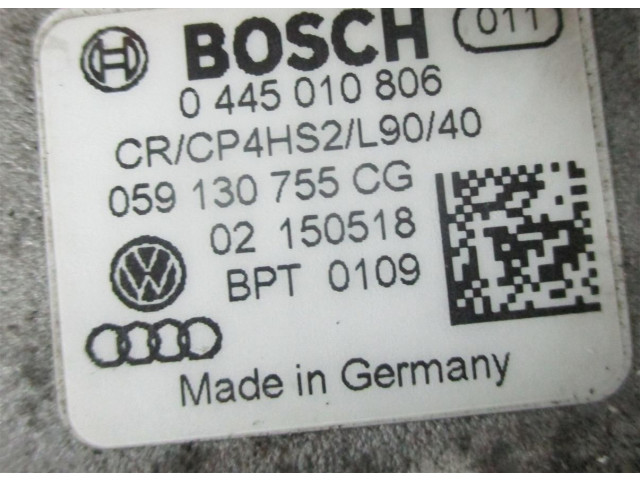 BOSCH 011
0 445 010 806
CR/CP4HS2/L90/40
059 130 755 CG
02 150518
BPT 0109
Made in Germany